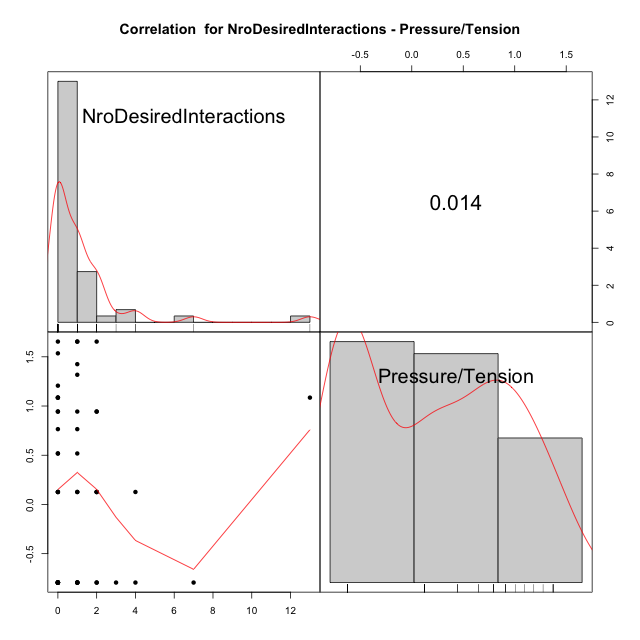 Correlation  for NroDesiredInteractions - Pressure/Tension
-0.5 0.0 0.5 1.0 1.5
NroDesiredInteractions
0.014
12
10
8
6
4
2
0
Pressure/Tension
1.5
1.0
0.5
0.0
-0.5
0 2 4 6 8 10 12